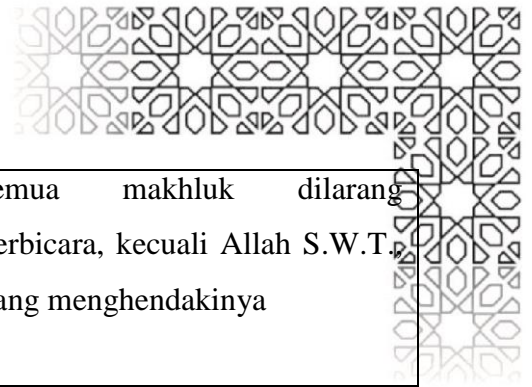 emua makhluk dilarang
erbicara, kecuali Allah S.W.T.,
ang menghendakinya